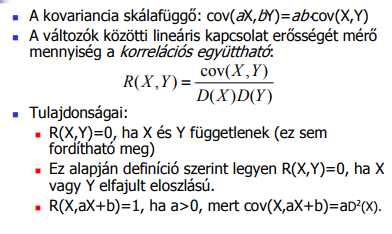 A kovariancia skálafüggő: cov(aX,bY)=ab·cov(X,Y)
A változók közötti lineáris kapcsolat erősségét mérő
mennyiség a korrelációs együttható:
R(X,Y) = cov(X,Y) / D(X)D(Y)
Tulajdonságai:
R(X,Y)=0, ha X és Y függetlenek (ez sem
fordítható meg)
Ez alapján definíció szerint legyen R(X,Y)=0, ha X
vagy Y elfajult eloszlású.
R(X,aX+b)=1, ha a>0, mert cov(X,aX+b)=aD²(X).